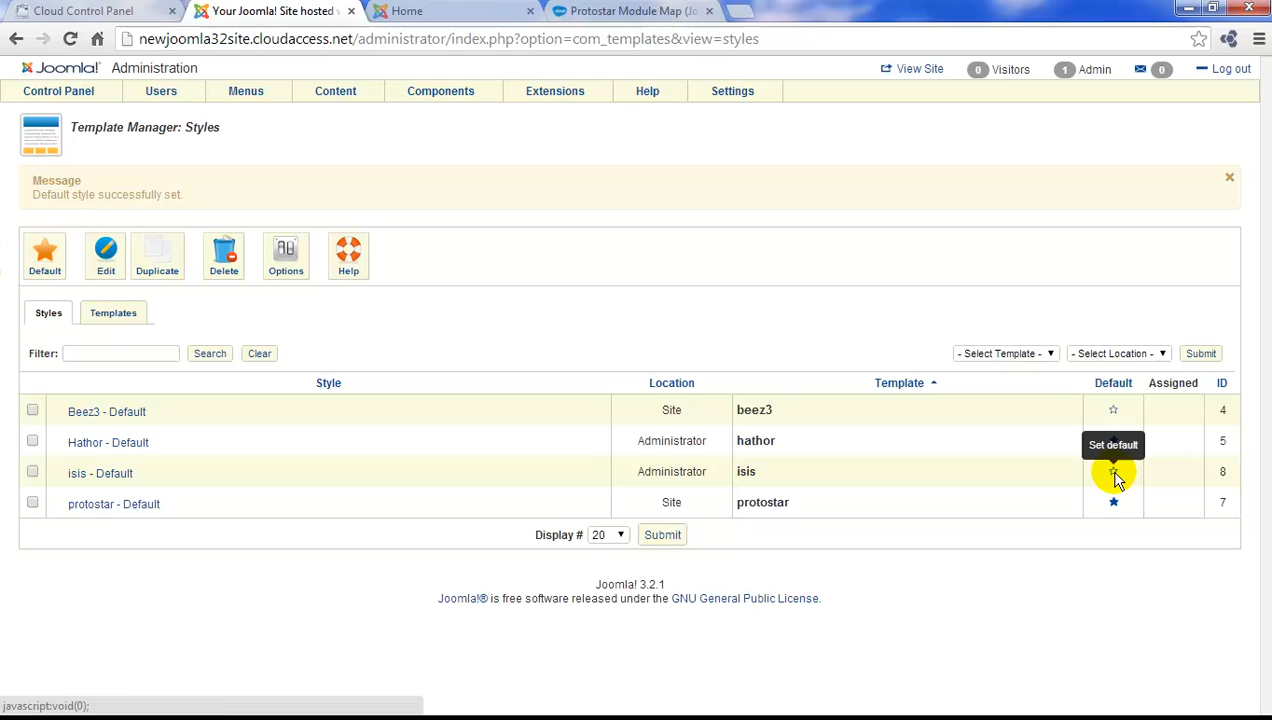 Cloud Control Panel
Your Joomla! Site hosted
Home
Protostar Module Map (Jo
newjoomla32site.cloudaccess.net/administrator/index.php?option=com_templates&view=styles
Joomla! Administration
View Site
0 Visitors
1 Admin
0
Log out
Control Panel
Users
Menus
Content
Components
Extensions
Help
Settings
Template Manager: Styles
Message
Default style successfully set.
Default
Edit
Duplicate
Delete
Options
Help
Styles
Templates
Filter:
Search
Clear
- Select Template -
- Select Location -
Submit
Style Location Template Default Assigned ID
Beez3 - Default Site beez3 4
Hathor - Default Administrator hathor 5
Set default
isis - Default Administrator isis 8
protostar - Default Site protostar 7
Display # 20 Submit
Joomla! 3.2.1
Joomla!® is free software released under the GNU General Public License.
javascript:void(0);